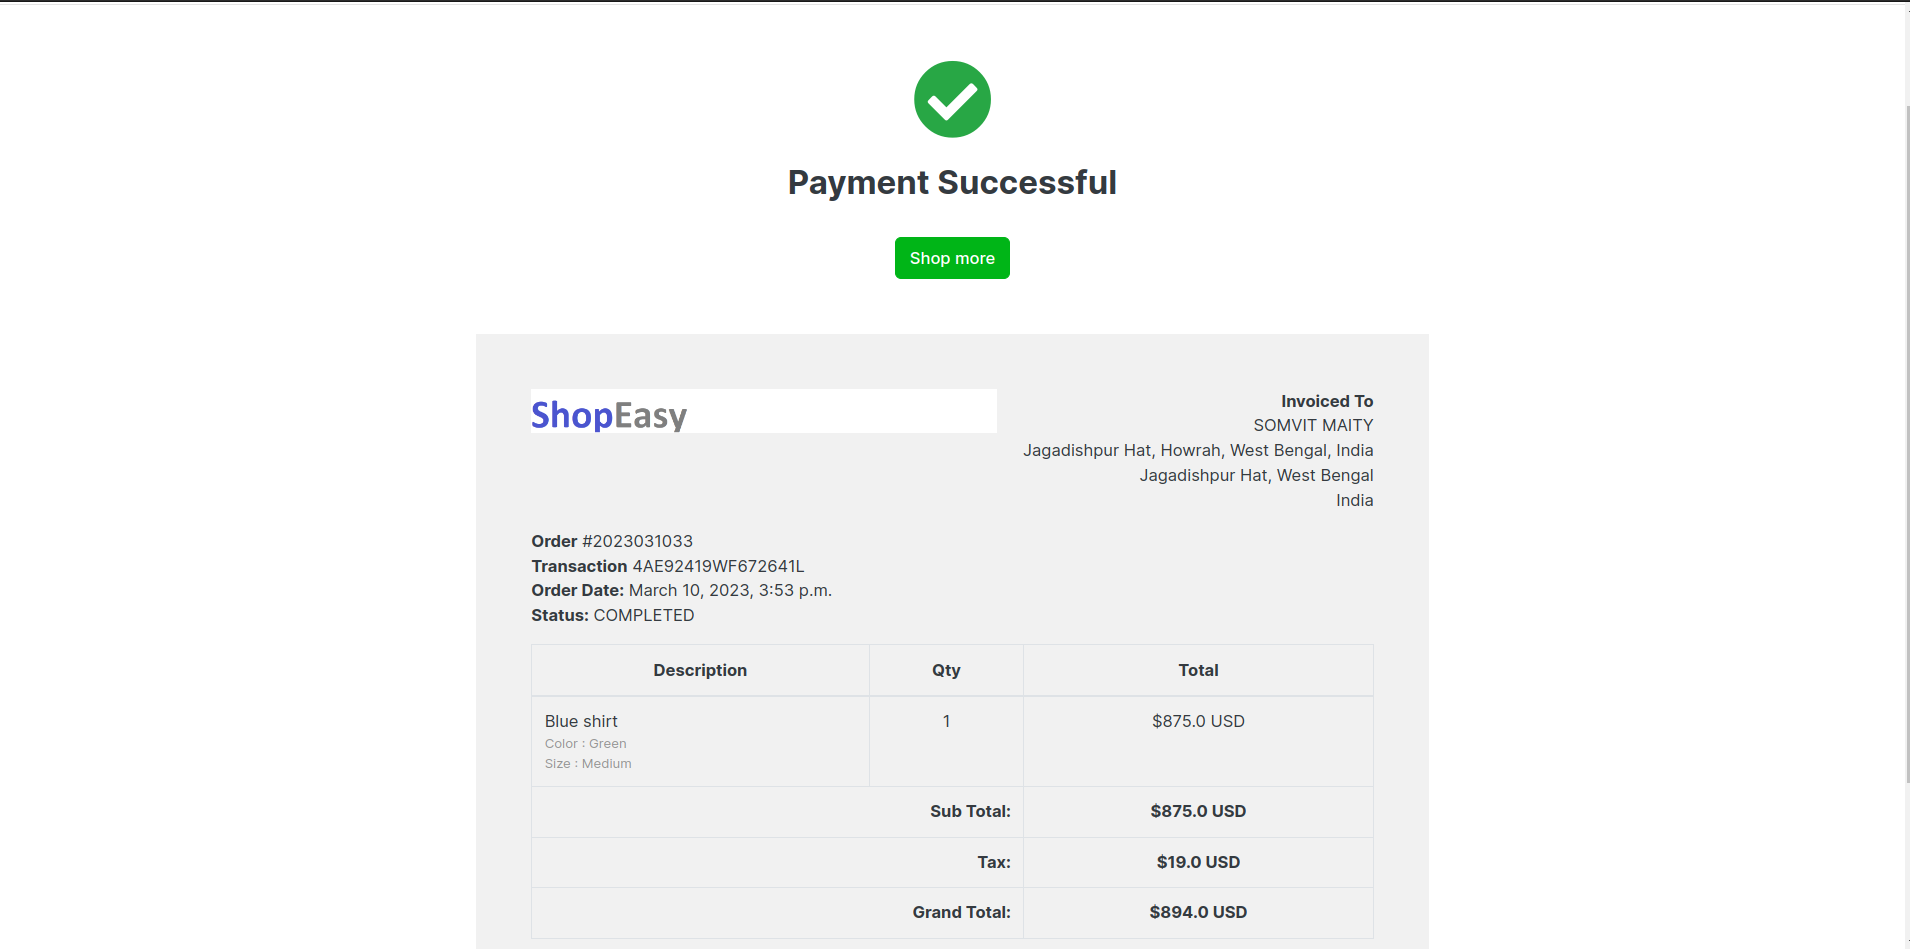 Payment Successful
Shop more
ShopEasy
Invoiced To
SOMVIT MAITY
Jagadishpur Hat, Howrah, West Bengal, India
Jagadishpur Hat, West Bengal
India
Order #2023031033
Transaction 4AE92419WF672641L
Order Date: March 10, 2023, 3:53 p.m.
Status: COMPLETED
Description Qty Total
Blue shirt 1 $875.0 USD
Color : Green
Size : Medium
Sub Total: $875.0 USD
Tax: $19.0 USD
Grand Total: $894.0 USD